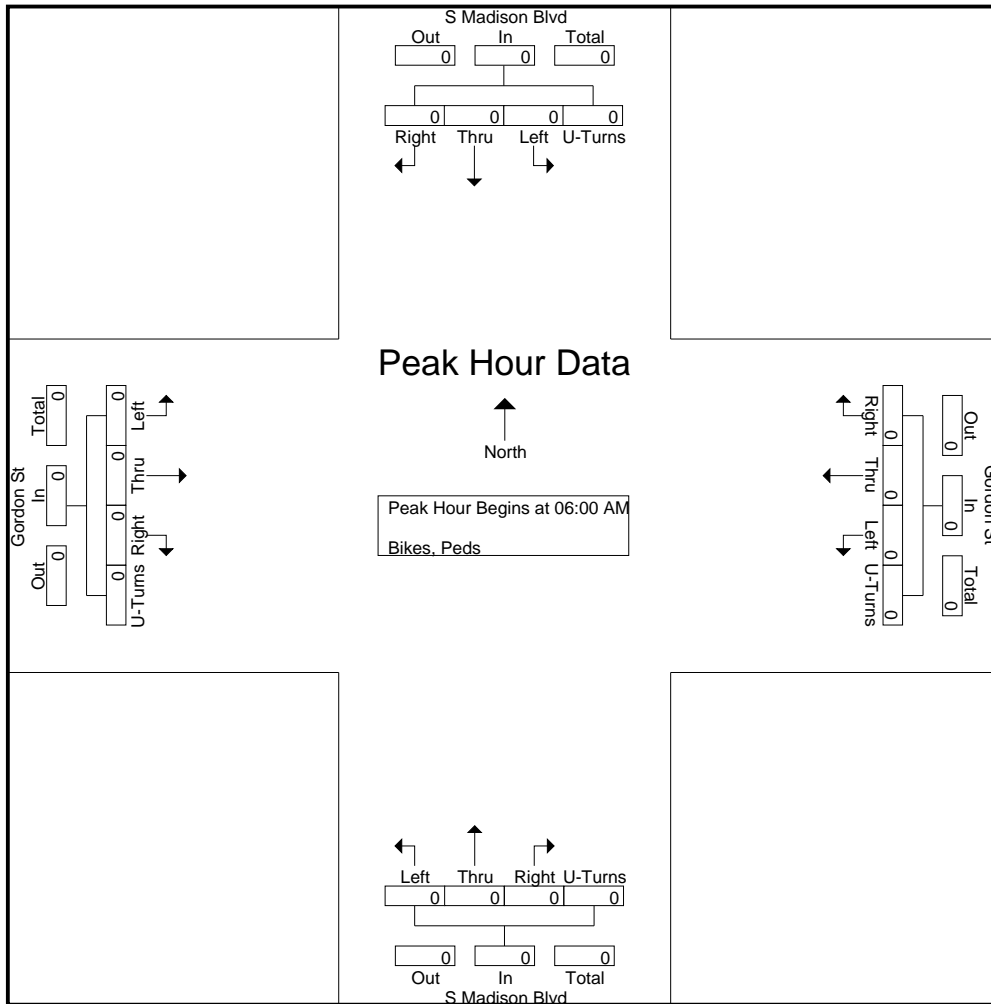 S Madison Blvd
Out In Total
0 0 0
0 0 0 0
Right Thru Left U-Turns
Peak Hour Data
North
Peak Hour Begins at 06:00 AM
Bikes, Peds
Gordon St
Total In Out
0 0 0
0 0 0 0
Left Thru Right U-Turns
Right Thru Left U-Turns
0 0 0 0
0 0 0
Out In Total
Gordon St
Left Thru Right U-Turns
0 0 0 0
0 0 0
Out In Total
S Madison Blvd